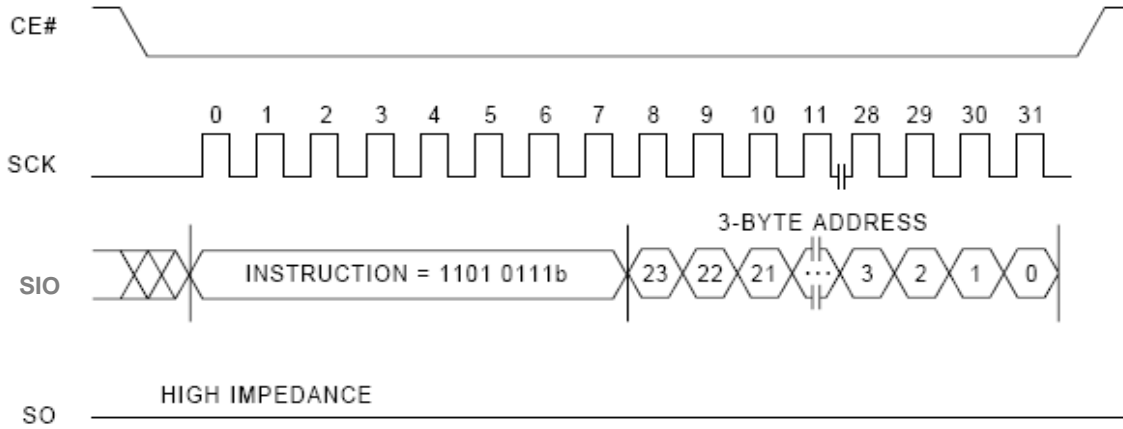 CE#
0 1 2 3 4 5 6 7 8 9 10 11 28 29 30 31
SCK
3-BYTE ADDRESS
SIO INSTRUCTION = 1101 0111b 23 22 21 ... 3 2 1 0
HIGH IMPEDANCE
SO